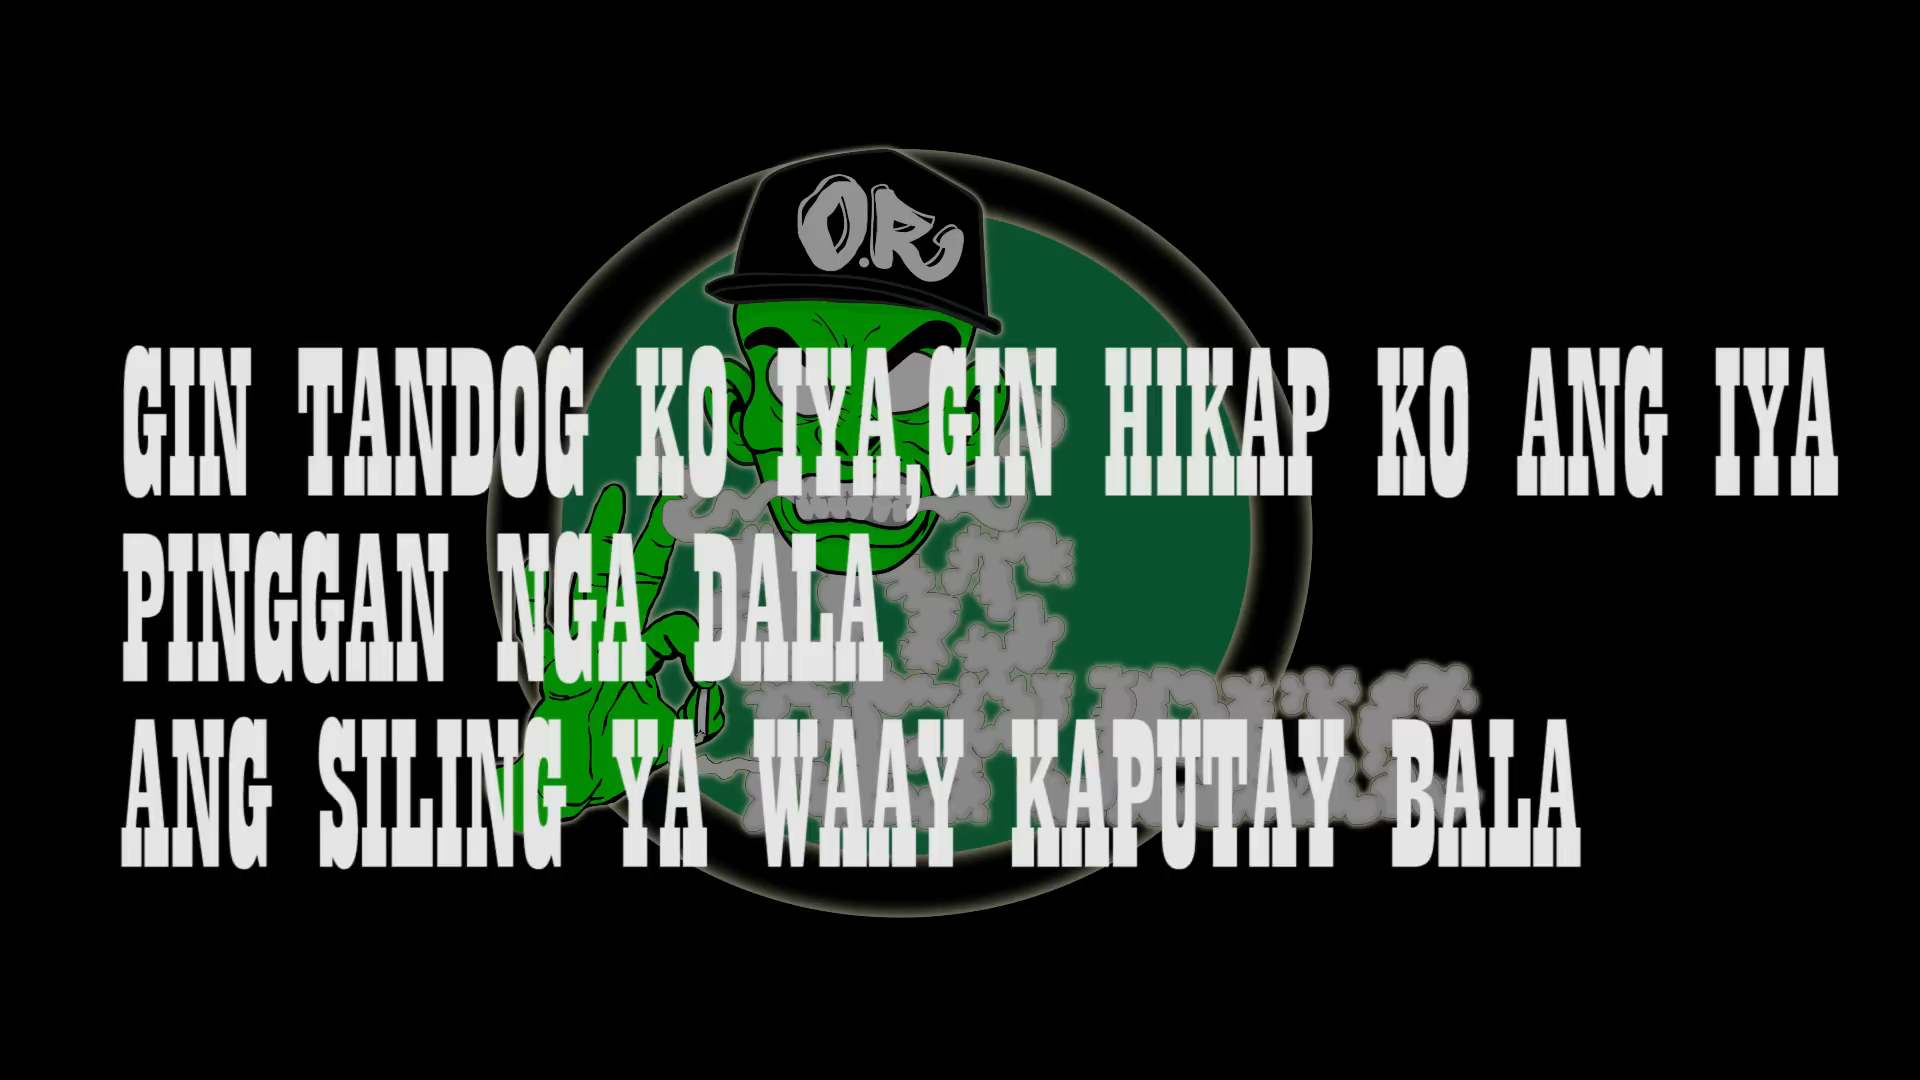 O.R
GIN TANDOG KO IYA,GIN HIKAP KO ANG IYA
PINGGAN NGA DALA
ANG SILING YA WAAY KAPUTAY BALA